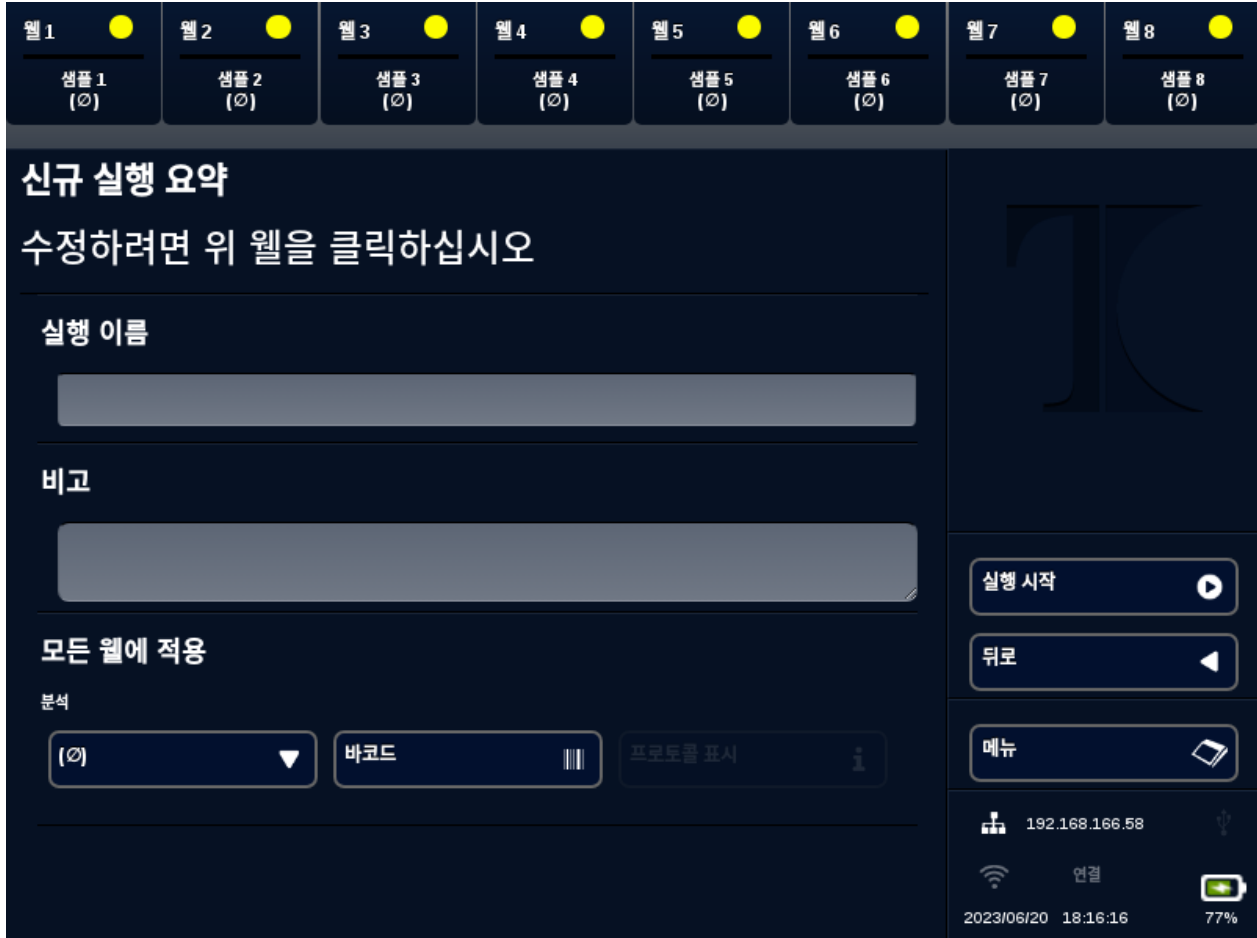 웰 1 웰 2 웰 3 웰 4 웰 5 웰 6 웰 7 웰 8
샘플 1 샘플 2 샘플 3 샘플 4 샘플 5 샘플 6 샘플 7 샘플 8
(∅) (∅) (∅) (∅) (∅) (∅) (∅) (∅)
신규 실행 요약
수정하려면 위 웰을 클릭하십시오
실행 이름
비고
모든 웰에 적용
분석
(∅) 바코드 프로토콜 표시
실행 시작
뒤로
메뉴
192.168.166.58
연결
2023/06/20 18:16:16 77%